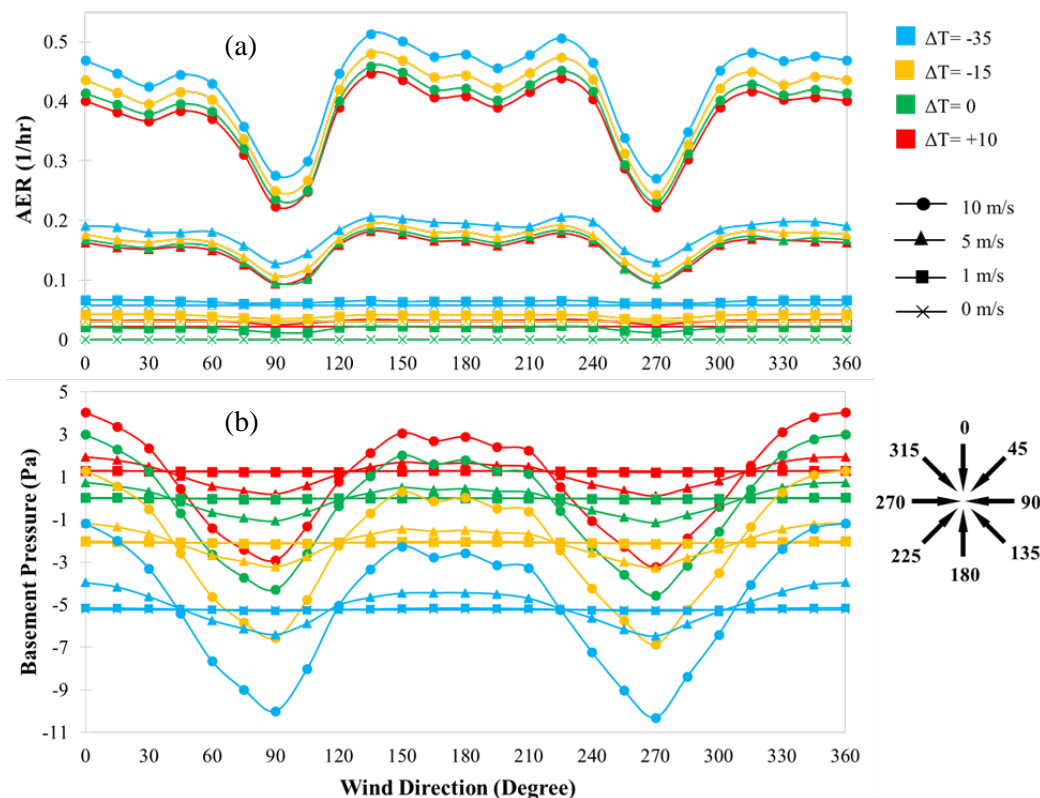 (a)
AER (1/hr)
0.5
0.4
0.3
0.2
0.1
0
0 30 60 90 120 150 180 210 240 270 300 330 360
ΔT= -35
ΔT= -15
ΔT= 0
ΔT= +10
10 m/s
5 m/s
1 m/s
0 m/s
(b)
Basement Pressure (Pa)
5
3
1
-1
-3
-5
-7
-9
-11
0 30 60 90 120 150 180 210 240 270 300 330 360
Wind Direction (Degree)
0
315 45
270 90
225 135
180